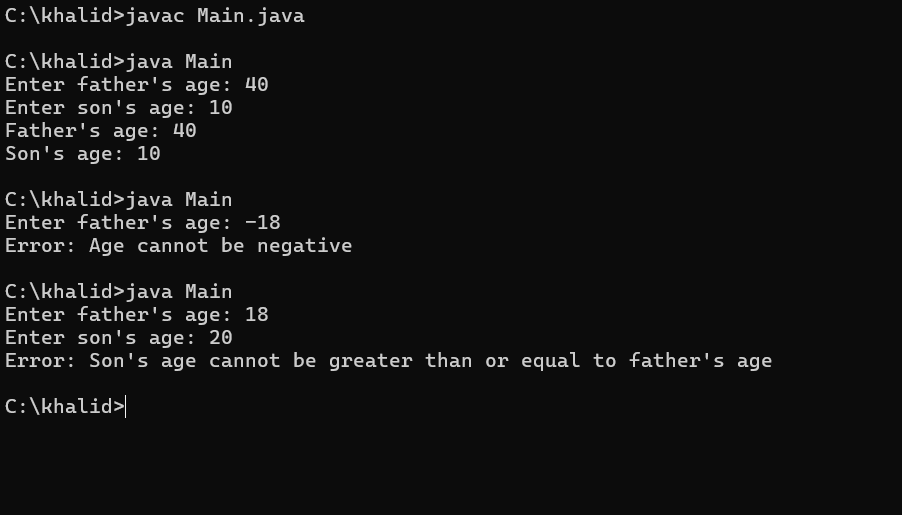 C:\khalid>javac Main.java
C:\khalid>java Main
Enter father's age: 40
Enter son's age: 10
Father's age: 40
Son's age: 10
C:\khalid>java Main
Enter father's age: -18
Error: Age cannot be negative
C:\khalid>java Main
Enter father's age: 18
Enter son's age: 20
Error: Son's age cannot be greater than or equal to father's age
C:\khalid>